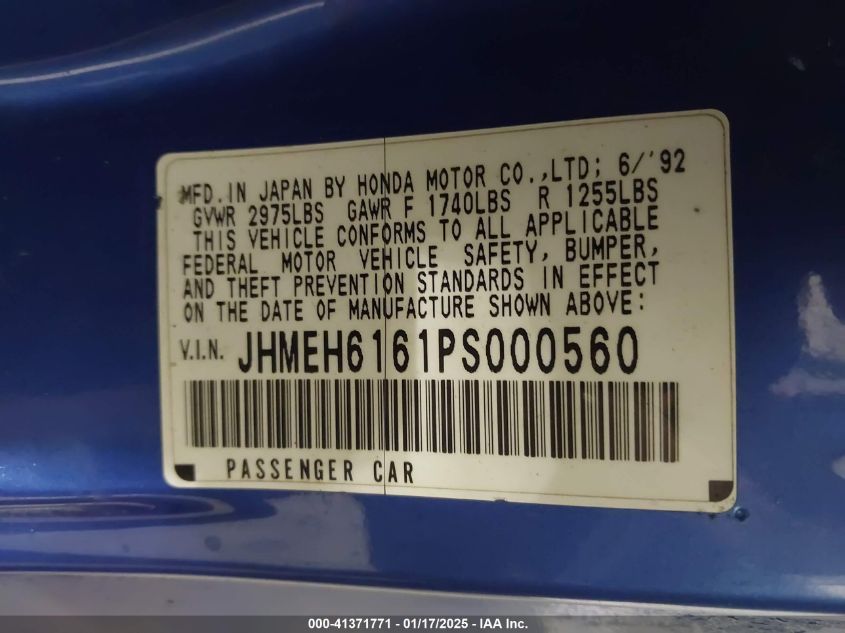 MFD.IN JAPAN BY HONDA MOTOR CO.,LTD; 6/'92
GVWR 2975LBS GAWR F 1740LBS R 1255LBS
THIS VEHICLE CONFORMS TO ALL APPLICABLE
FEDERAL MOTOR VEHICLE SAFETY, BUMPER,
AND THEFT PREVENTION STANDARDS IN EFFECT
ON THE DATE OF MANUFACTURE SHOWN ABOVE:
V.I.N. JHMEH6161PS000560
PASSENGER CAR
000-41371771 - 01/17/2025 - IAA Inc.